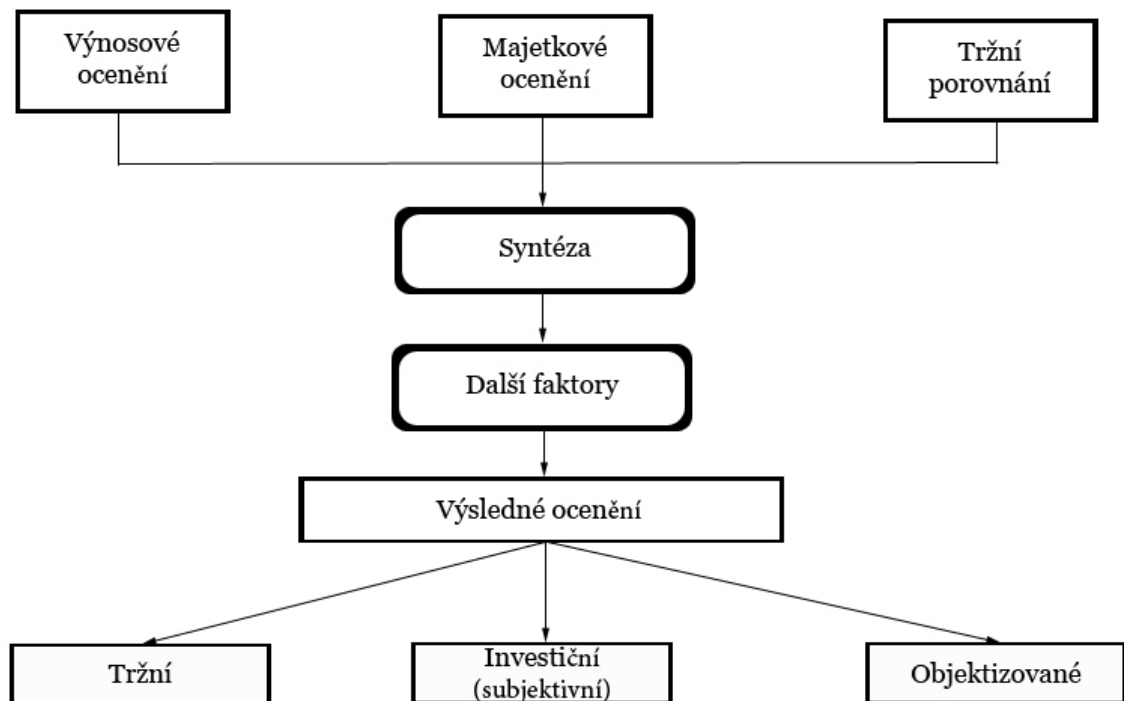 Výnosové
ocenění
Majetkové
ocenění
Tržní
porovnání
Syntéza
Další faktory
Výsledné ocenění
Tržní
Investiční
(subjektivní)
Objektizované